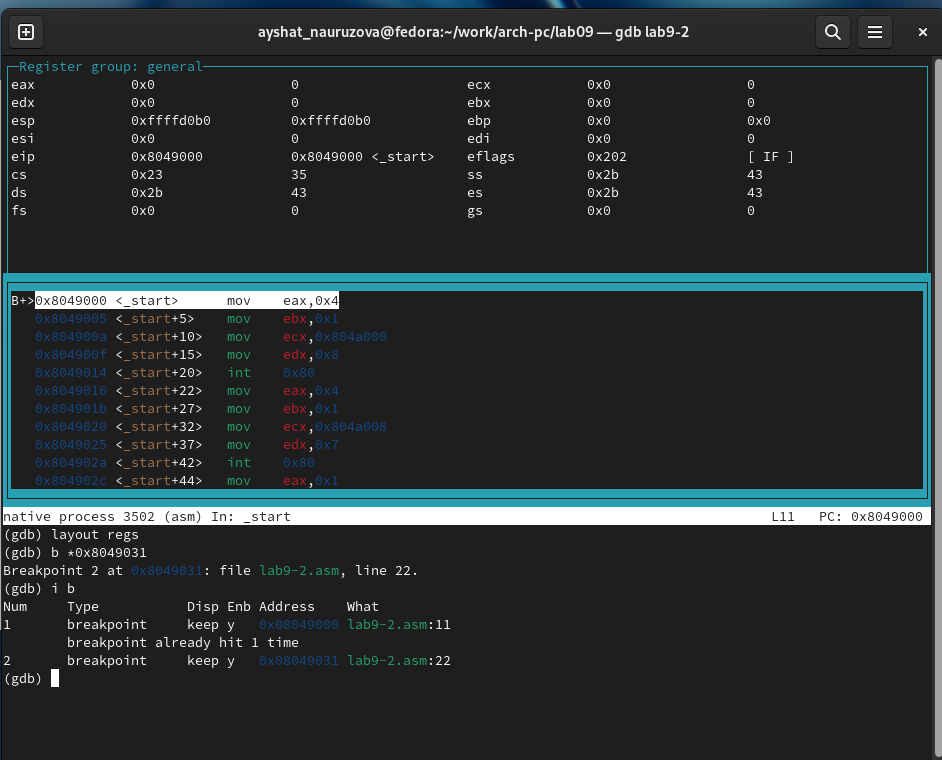 ayshat_nauruzova@fedora:~/work/arch-pc/lab09 — gdb lab9-2
Register group: general
eax 0x0 0 ecx 0x0 0
edx 0x0 0 ebx 0x0 0
esp 0xffffd0b0 0xffffd0b0 ebp 0x0 0x0
esi 0x0 0 edi 0x0 0
eip 0x8049000 0x8049000 <_start> eflags 0x202 [ IF ]
cs 0x23 35 ss 0x2b 43
ds 0x2b 43 es 0x2b 43
fs 0x0 0 gs 0x0 0
B+>0x8049000 <_start> mov eax,0x4
0x8049005 <_start+5> mov ebx,0x1
0x804900a <_start+10> mov ecx,0x804a000
0x804900f <_start+15> mov edx,0x8
0x8049014 <_start+20> int 0x80
0x8049016 <_start+22> mov eax,0x4
0x804901b <_start+27> mov ebx,0x1
0x8049020 <_start+32> mov ecx,0x804a008
0x8049025 <_start+37> mov edx,0x7
0x804902a <_start+42> int 0x80
0x804902c <_start+44> mov eax,0x1
native process 3502 (asm) In: _start L11 PC: 0x8049000
(gdb) layout regs
(gdb) b *0x8049031
Breakpoint 2 at 0x8049031: file lab9-2.asm, line 22.
(gdb) i b
Num Type Disp Enb Address What
1 breakpoint keep y 0x08049000 lab9-2.asm:11
breakpoint already hit 1 time
2 breakpoint keep y 0x08049031 lab9-2.asm:22
(gdb)